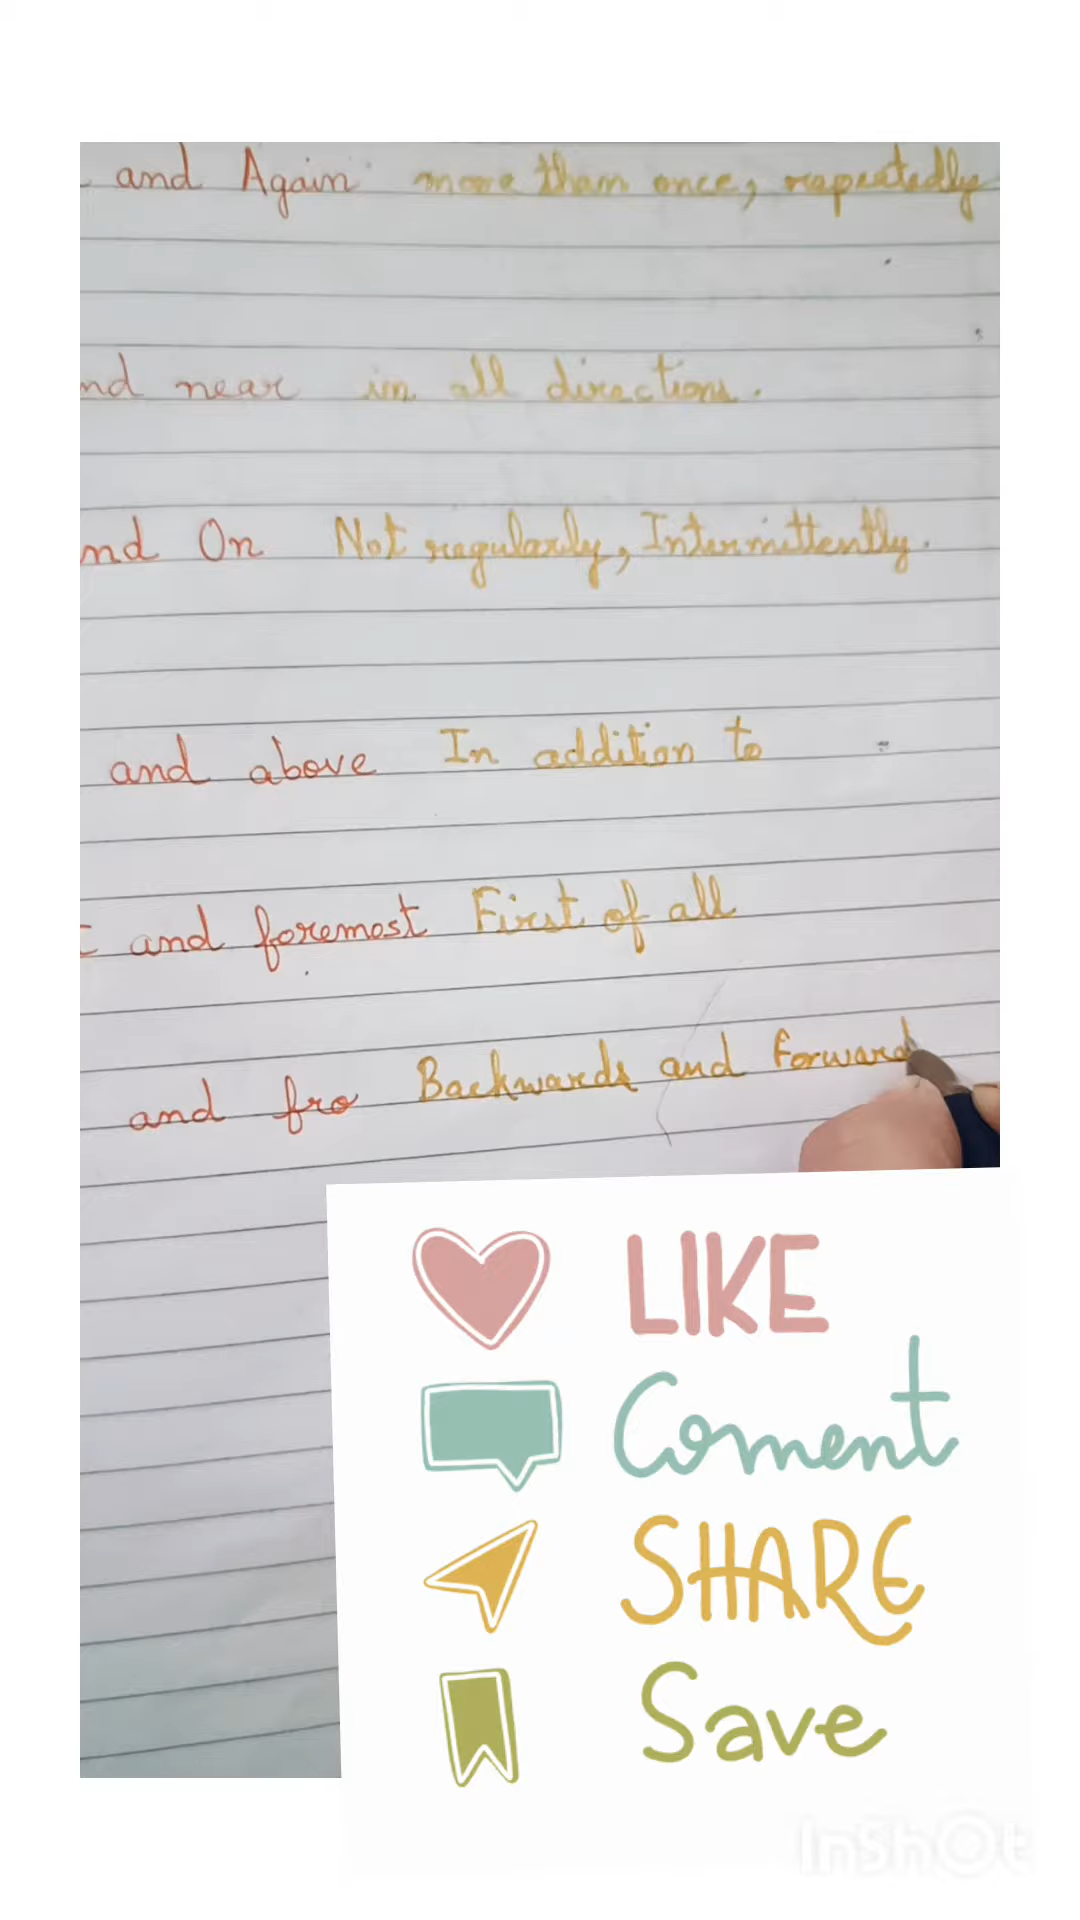 and Again more than once, rapeatedly
nd near in all directions.
nd On Not regularly, Intermittently.
and above In addition to
t and foremost First of all
and fro Backwards and forward
LIKE
Coment
SHARE
Save
InShOt